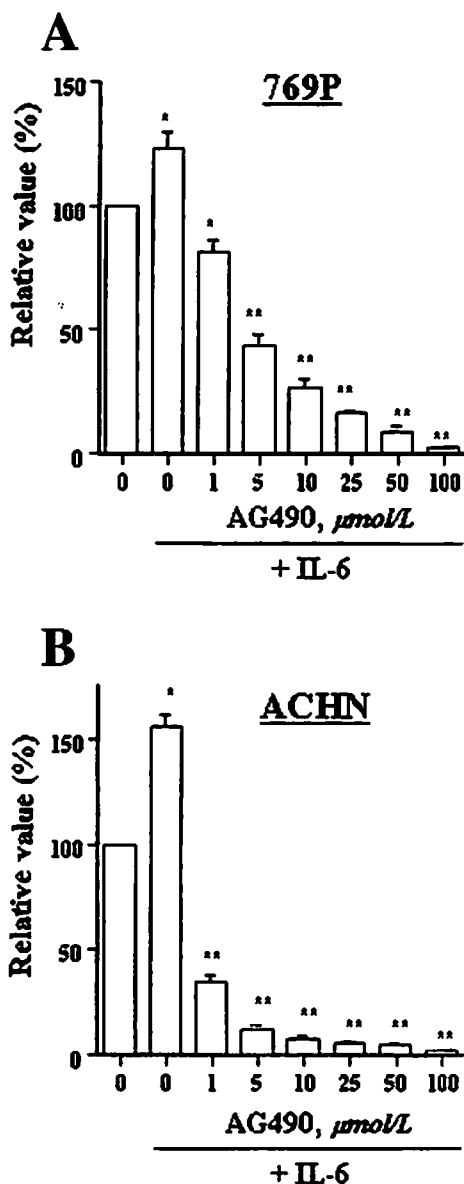 A
769P
Relative value (%)
150
100
50
0
*
*
**
**
**
**
**
0 0 1 5 10 25 50 100
AG490, μmol/L
+ IL-6
B
ACHN
Relative value (%)
150
100
50
0
*
**
**
**
**
**
**
0 0 1 5 10 25 50 100
AG490, μmol/L
+ IL-6